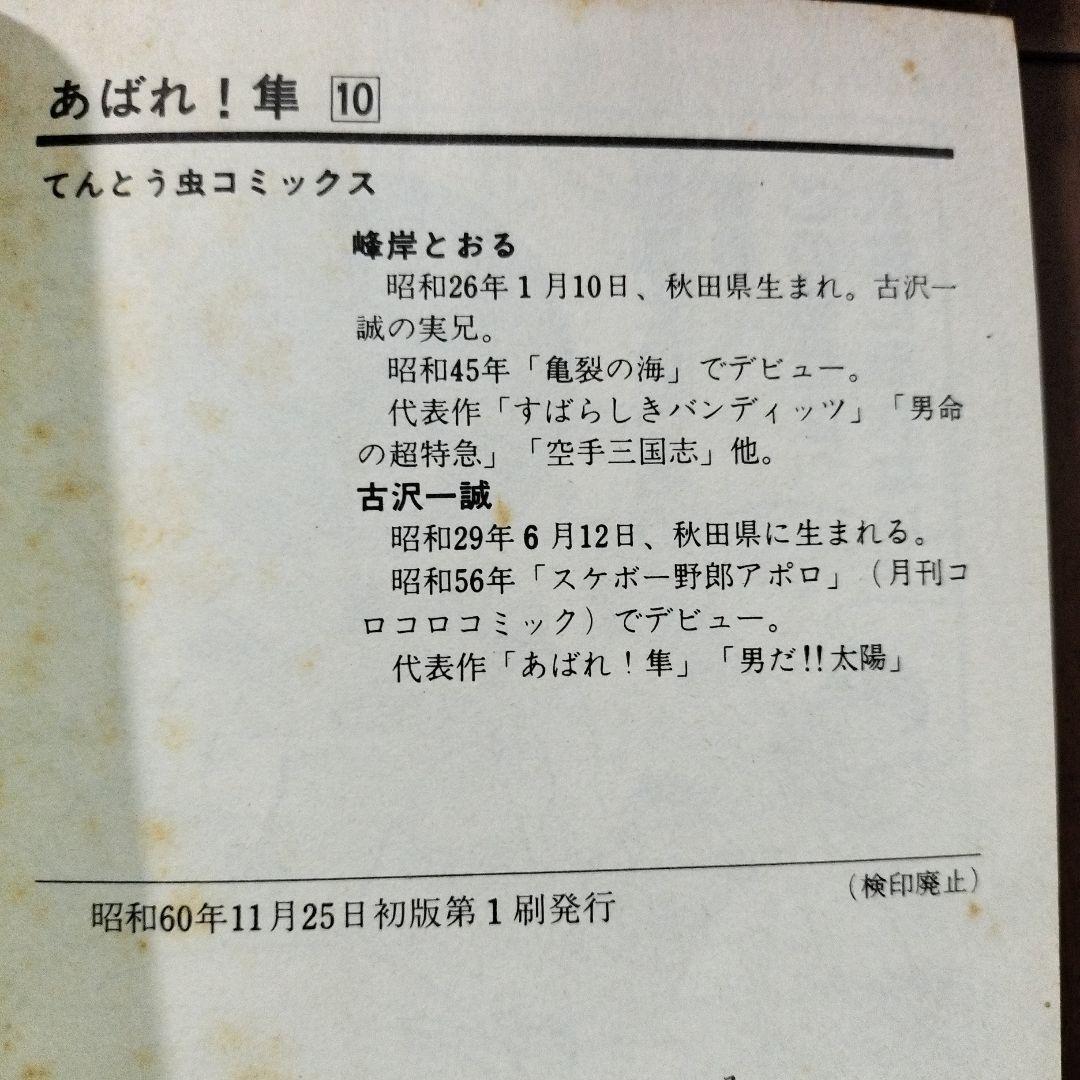 あばれ！隼 10
てんとう虫コミックス
峰岸とおる
昭和26年1月10日、秋田県生まれ。古沢一
誠の実兄。
昭和45年「亀裂の海」でデビュー。
代表作「すばらしきバンディッツ」「男命
の超特急」「空手三国志」他。
古沢一誠
昭和29年6月12日、秋田県に生まれる。
昭和56年「スケボー野郎アポロ」（月刊コ
ロコロコミック）でデビュー。
代表作「あばれ！隼」「男だ!!太陽」
（検印廃止）
昭和60年11月25日初版第1刷発行